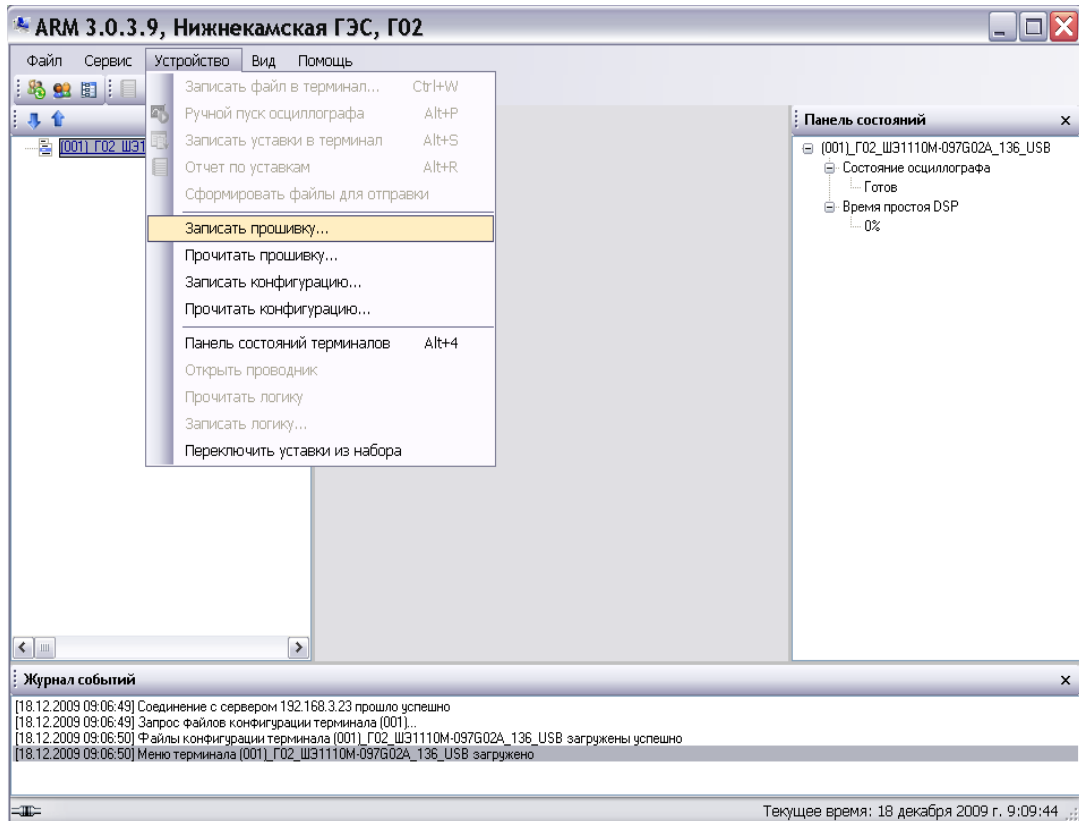 ARM 3.0.3.9, Нижнекамская ГЭС, Г02
Файл Сервис Устройство Вид Помощь
Записать файл в терминал... Ctrl+W
Ручной пуск осциллографа Alt+P
Записать уставки в терминал Alt+S
Отчет по уставкам Alt+R
Сформировать файлы для отправки
Записать прошивку...
Прочитать прошивку...
Записать конфигурацию...
Прочитать конфигурацию...
Панель состояний терминалов Alt+4
Открыть проводник
Прочитать логику
Записать логику...
Переключить уставки из набора
(001)_Г02_ШЭ1
Панель состояний
(001)_Г02_ШЭ1110М-097G02A_136_USB
Состояние осциллографа
Готов
Время простоя DSP
0%
Журнал событий
[18.12.2009 09:06:49] Соединение с сервером 192.168.3.23 прошло успешно
[18.12.2009 09:06:49] Запрос файлов конфигурации терминала (001)...
[18.12.2009 09:06:50] Файлы конфигурации терминала (001)_Г02_ШЭ1110М-097G02A_136_USB загружены успешно
[18.12.2009 09:06:50] Меню терминала (001)_Г02_ШЭ1110М-097G02A_136_USB загружено
Текущее время: 18 декабря 2009 г. 9:09:44